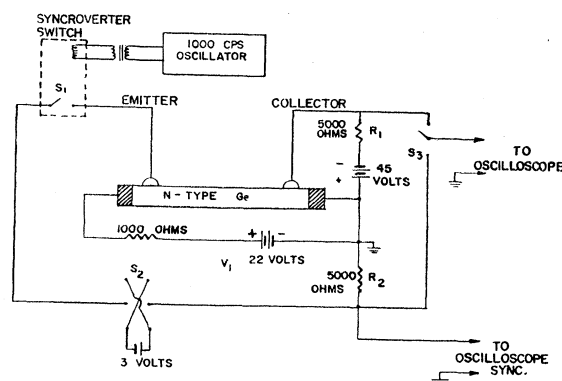 SYNCROVERTER
SWITCH
1000 CPS
OSCILLATOR
S1
EMITTER
COLLECTOR
5000
OHMS
R1
S3
TO
OSCILLOSCOPE
-
+
45
VOLTS
N-TYPE Ge
1000 OHMS
+ -
V1
22 VOLTS
5000
OHMS
R2
S2
3 VOLTS
TO
OSCILLOSCOPE
SYNC.